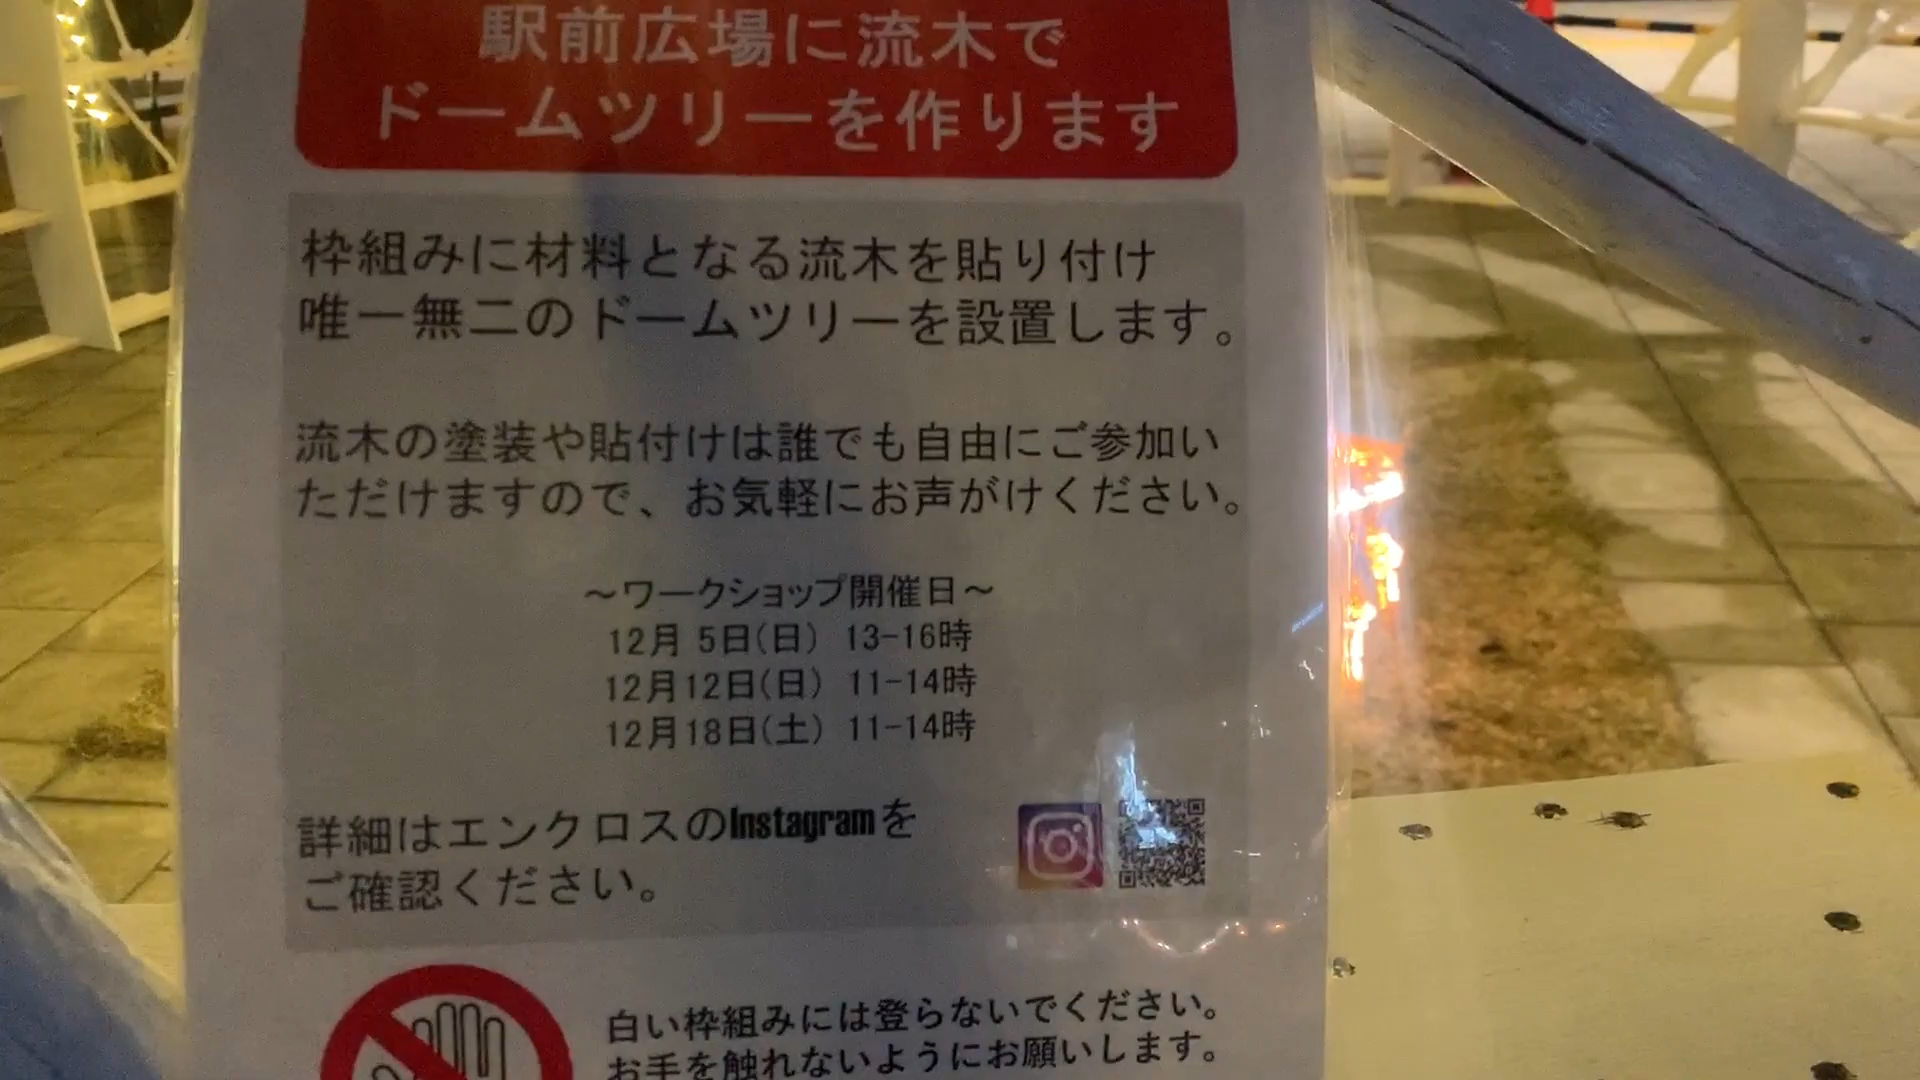 駅前広場に流木で
ドームツリーを作ります
枠組みに材料となる流木を貼り付け
唯一無二のドームツリーを設置します。
流木の塗装や貼付けは誰でも自由にご参加い
ただけますので、お気軽にお声がけください。
～ワークショップ開催日～
12月 5日(日) 13-16時
12月12日(日) 11-14時
12月18日(土) 11-14時
詳細はエンクロスのInstagramを
ご確認ください。
白い枠組みには登らないでください。
お手を触れないようにお願いします。